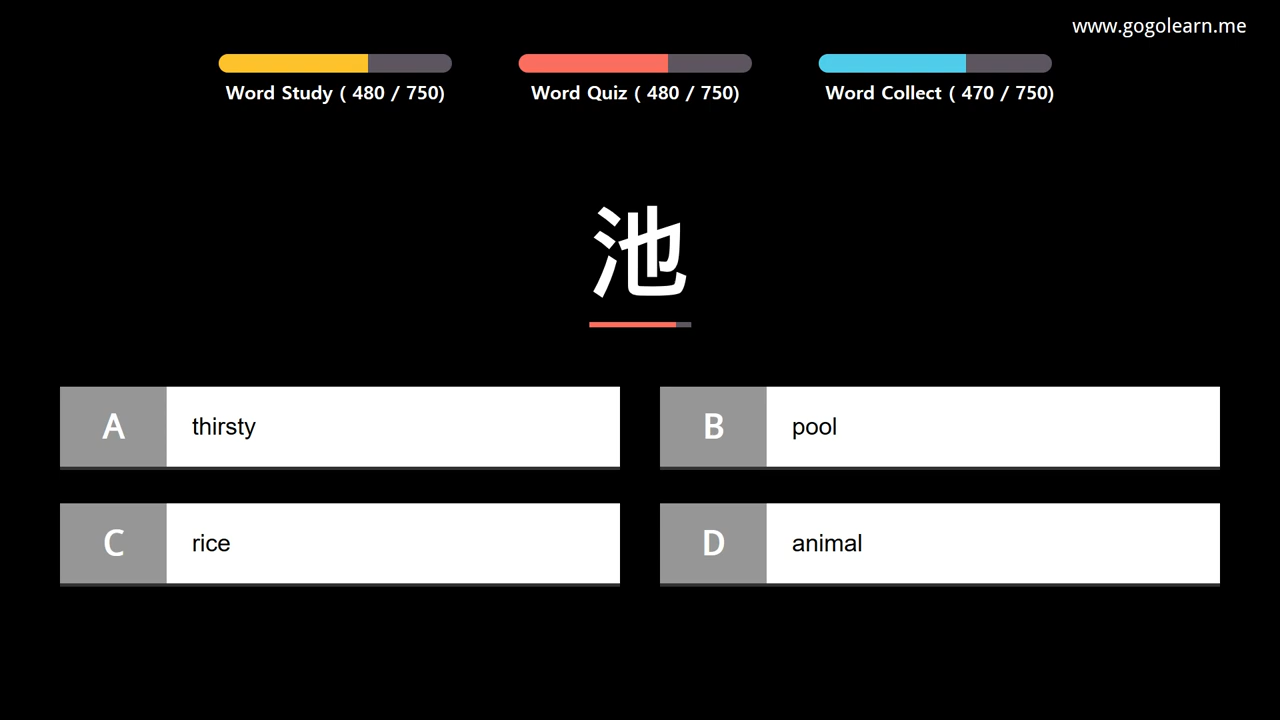 www.gogolearn.me
Word Study ( 480 / 750)
Word Quiz ( 480 / 750)
Word Collect ( 470 / 750)
池
A thirsty
B pool
C rice
D animal